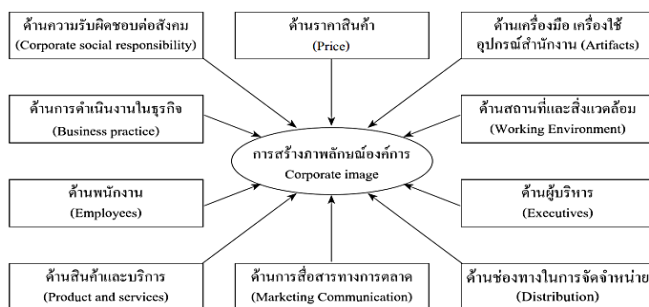 ด้านความรับผิดชอบต่อสังคม
(Corporate social responsibility)
ด้านราคาสินค้า
(Price)
ด้านเครื่องมือ เครื่องใช้
อุปกรณ์สำนักงาน (Artifacts)
ด้านการดำเนินงานในธุรกิจ
(Business practice)
ด้านสถานที่และสิ่งแวดล้อม
(Working Environment)
การสร้างภาพลักษณ์องค์การ
Corporate image
ด้านพนักงาน
(Employees)
ด้านผู้บริหาร
(Executives)
ด้านสินค้าและบริการ
(Product and services)
ด้านการสื่อสารทางการตลาด
(Marketing Communication)
ด้านช่องทางในการจัดจำหน่าย
(Distribution)